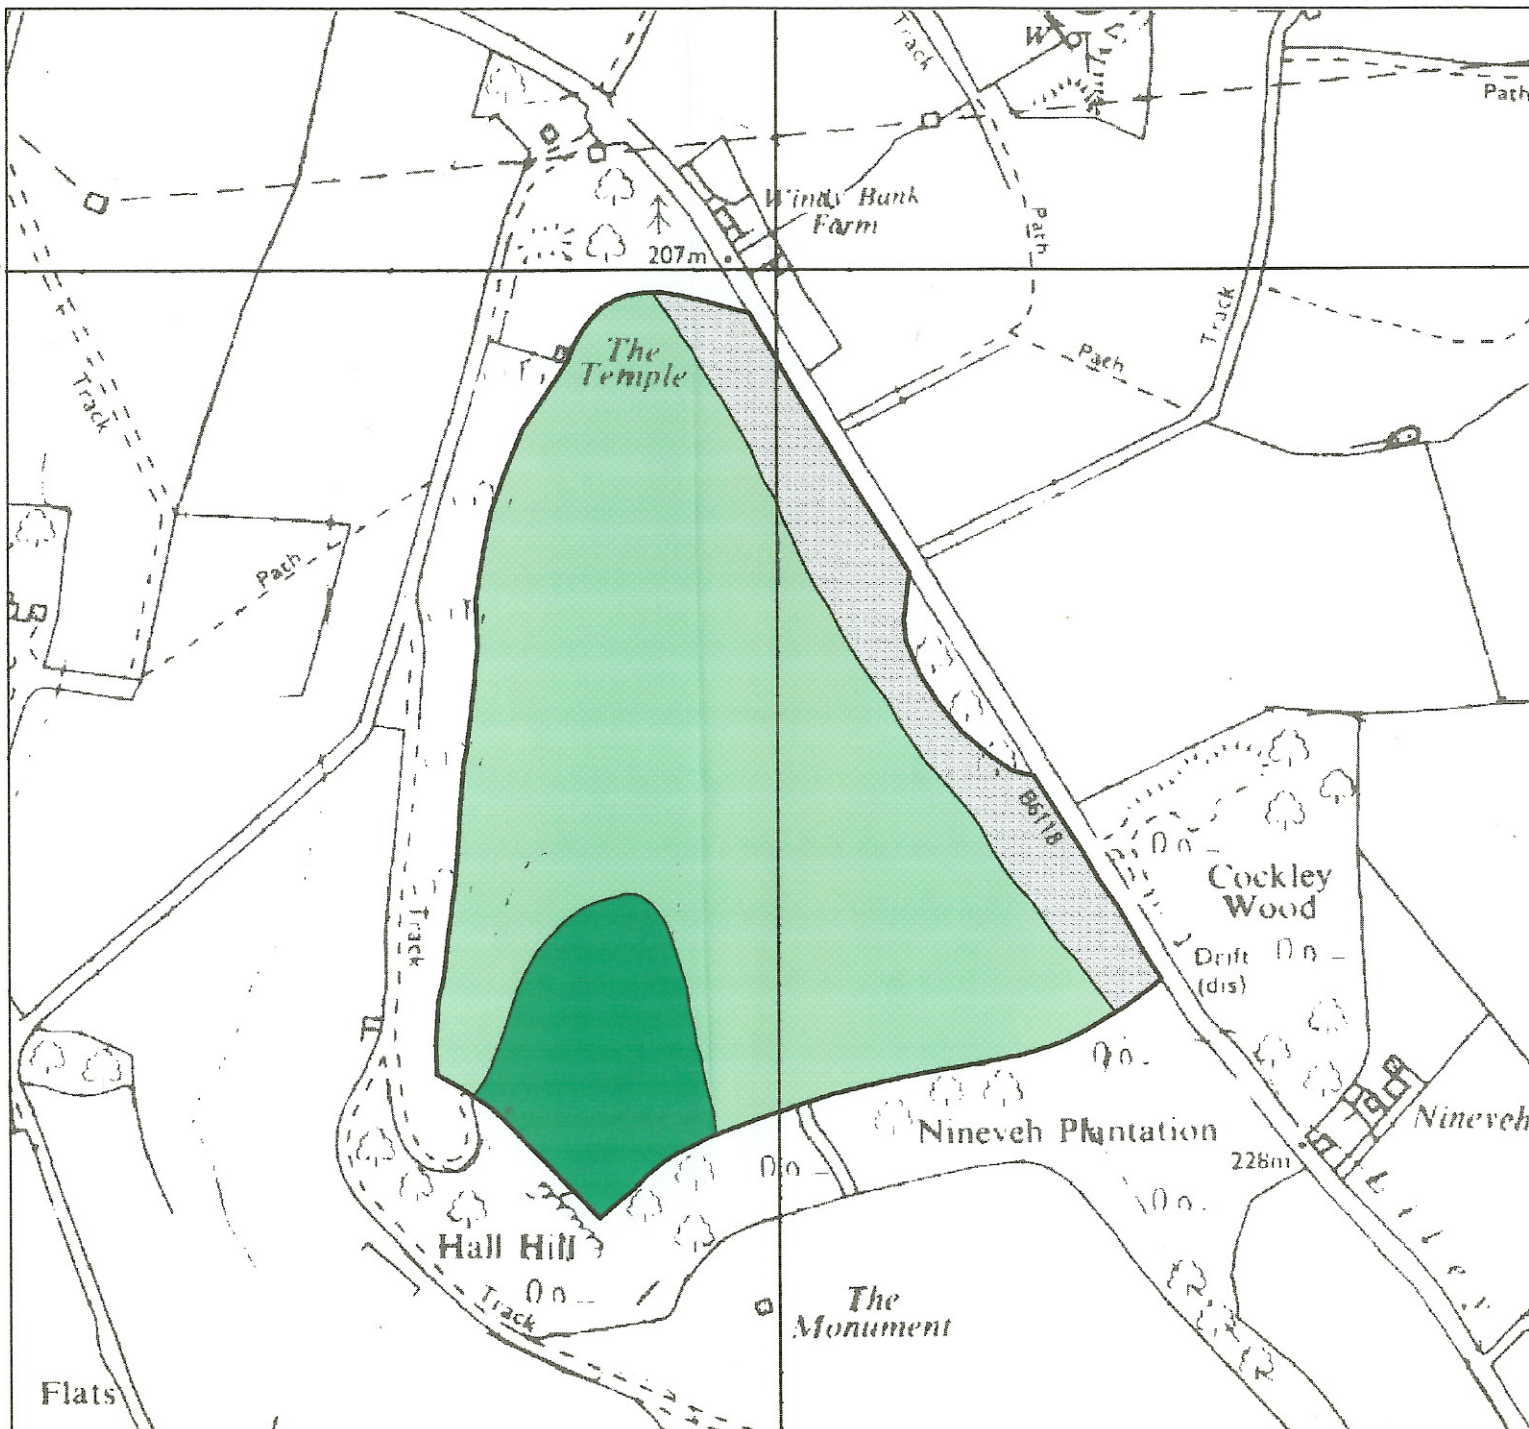 Track
W
Path
Windy Bank
Farm
207m
Path
Track
Path
The
Temple
Track
Path
B6118
Cockley
Wood
Track
Drift
(dis)
Nineveh
Nineveh Plantation
228m
Hall Hill
The
Monument
Track
Flats